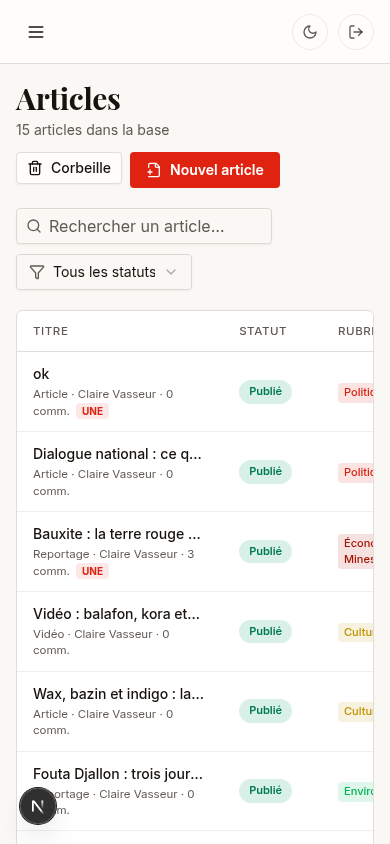 Articles
15 articles dans la base
Corbeille
Nouvel article
Rechercher un article...
Tous les statuts
TITRE STATUT
ok
Article · Claire Vasseur · 0
comm. UNE
Publié
Dialogue national : ce q...
Article · Claire Vasseur · 0
comm.
Publié
Bauxite : la terre rouge ...
Reportage · Claire Vasseur · 3
comm. UNE
Publié
Mines
Vidéo : balafon, kora et...
Vidéo · Claire Vasseur · 0
comm.
Publié
Wax, bazin et indigo : la...
Article · Claire Vasseur · 0
comm.
Publié
Fouta Djallon : trois jour...
Claire Vasseur · 0
Publié
N